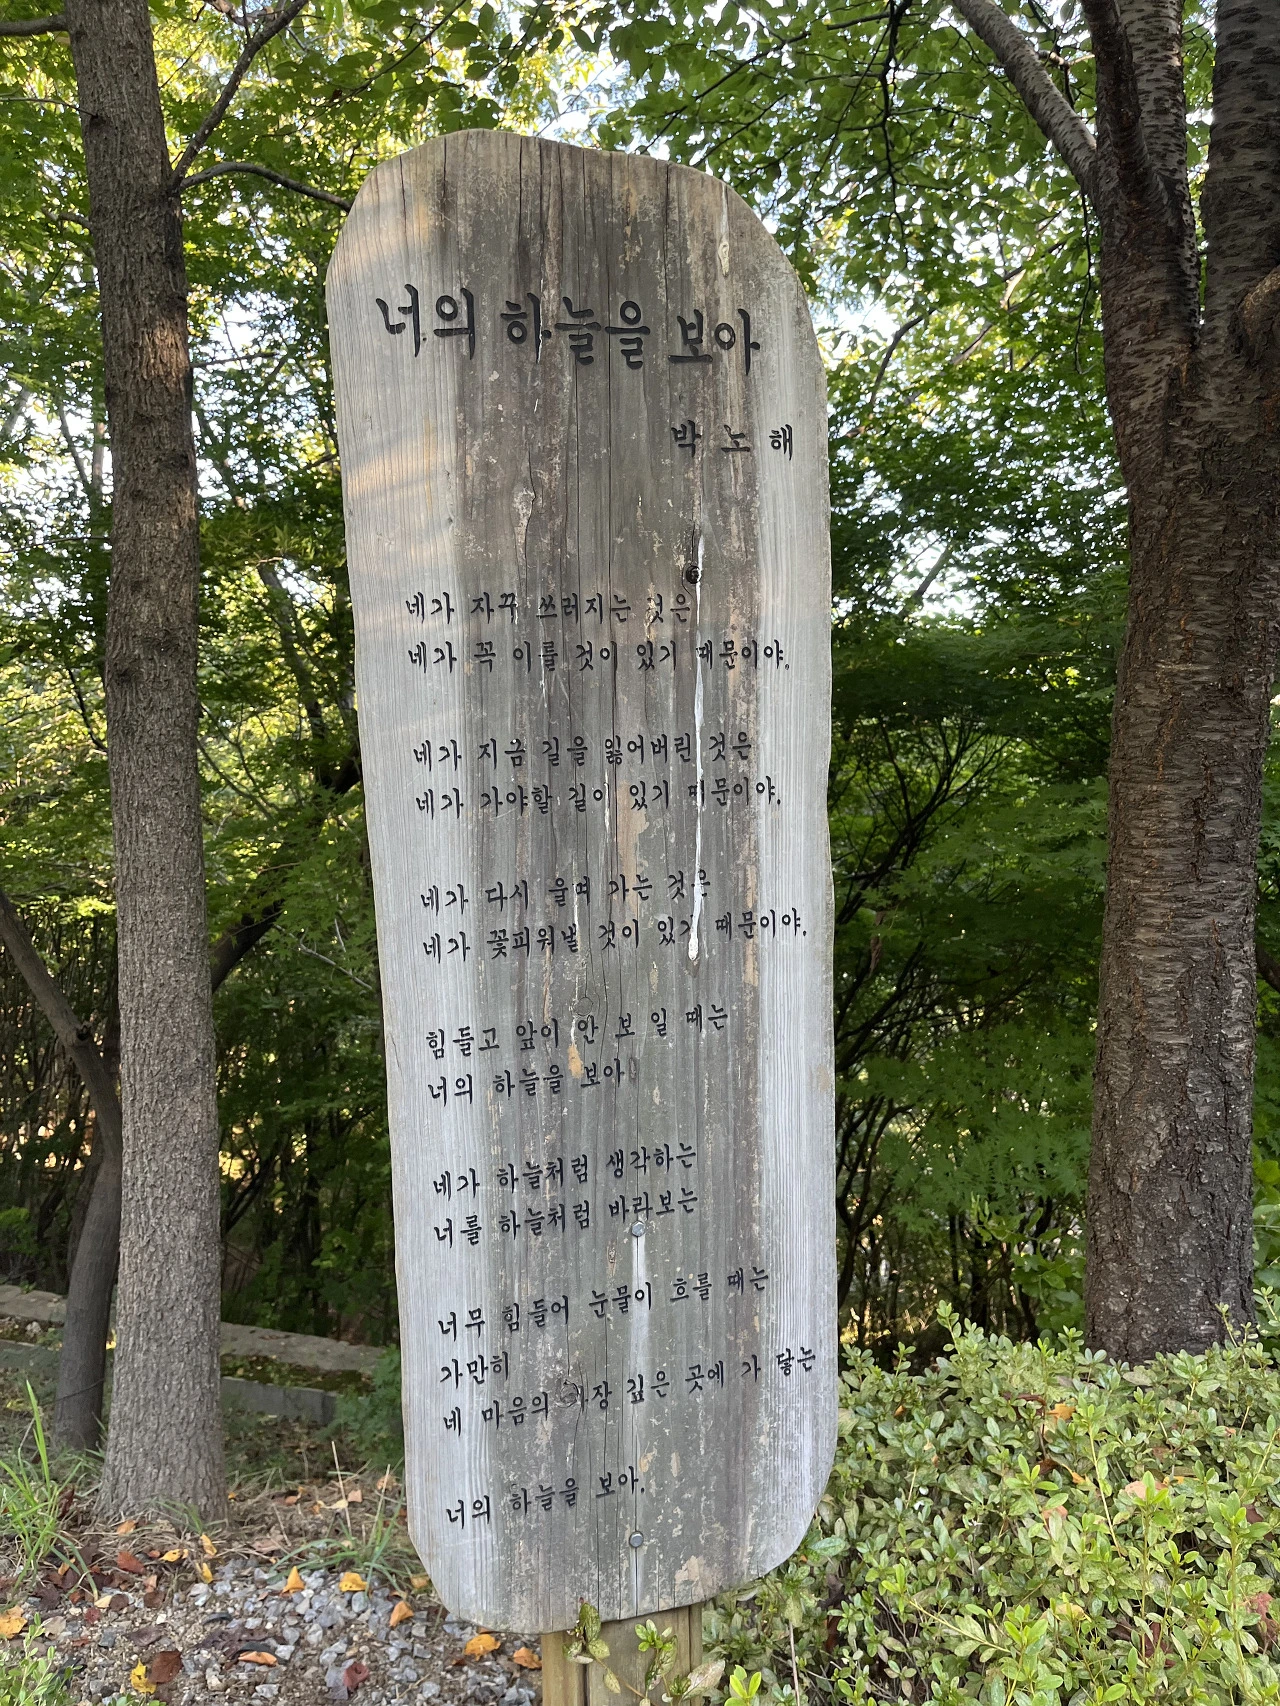 너의 하늘을 보아
박 노 해
네가 자꾸 쓰러지는 것은
네가 꼭 이룰 것이 있기 때문이야.
네가 지금 길을 잃어버린 것은
네가 가야할 길이 있기 때문이야.
네가 다시 울며 가는 것은
네가 꽃피워낼 것이 있기 때문이야.
힘들고 앞이 안 보 일 때는
너의 하늘을 보아
네가 하늘처럼 생각하는
너를 하늘처럼 바라보는
너무 힘들어 눈물이 흐를 때는
가만히
네 마음의 가장 깊은 곳에 가 닿는
너의 하늘을 보아.